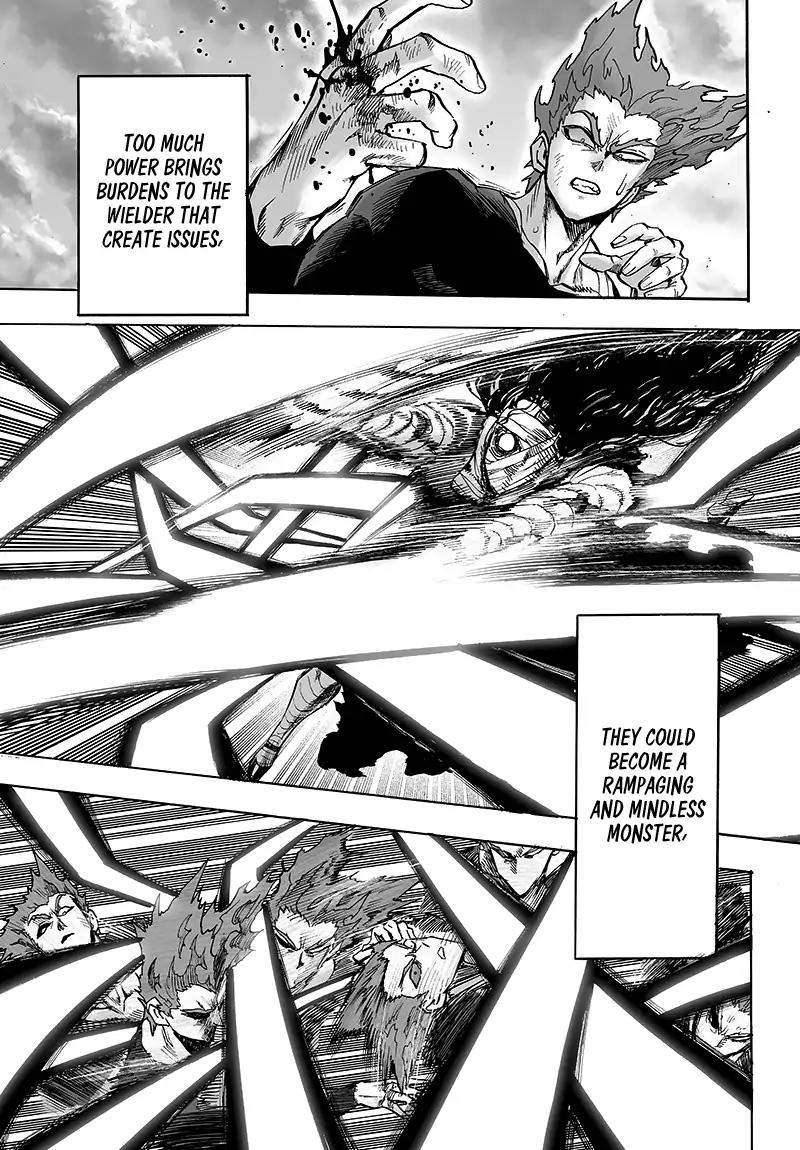 TOO MUCH
POWER BRINGS
BURDENS TO THE
WIELDER THAT
CREATE ISSUES,
THEY COULD
BECOME A
RAMPAGING
AND MINDLESS
MONSTER,